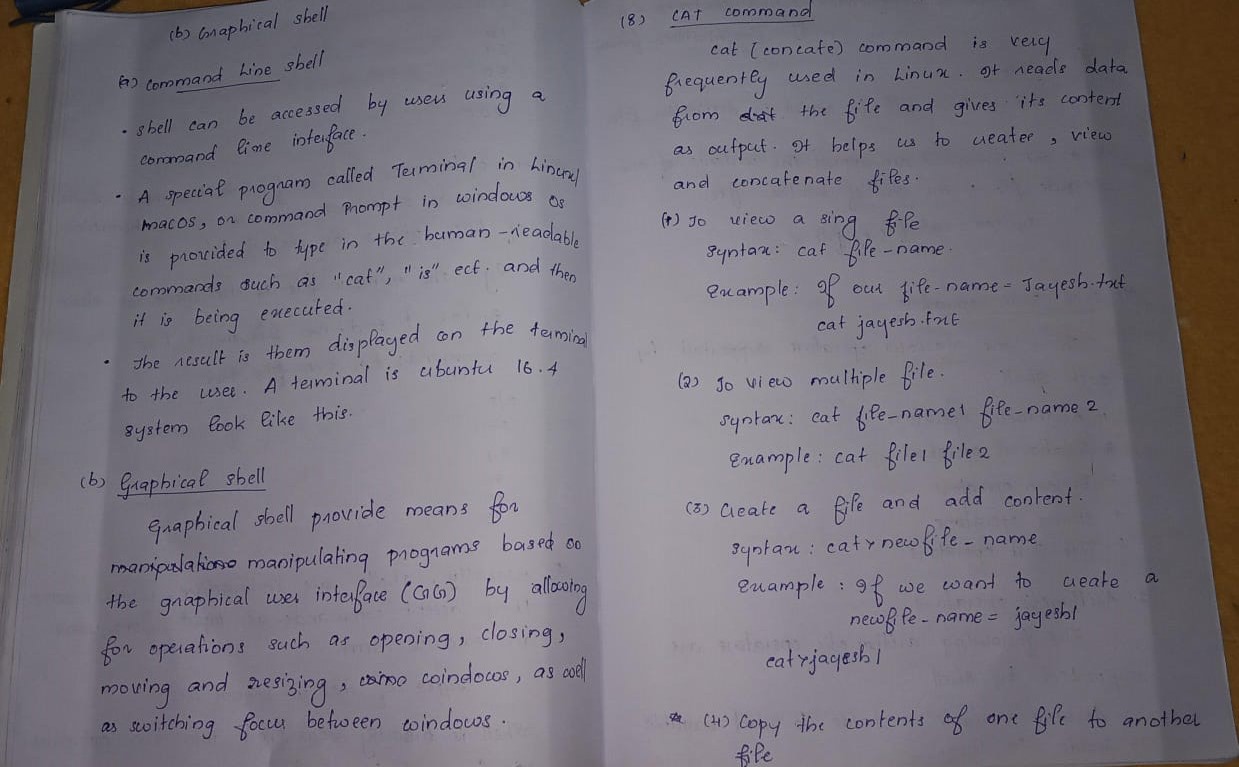 (b) Graphical shell
(a) Command Line shell
• shell can be accessed by users using a
command line interface.
• A special program called Terminal in Linux/
macOS, or command Prompt in windows OS
is provided to type in the human-readable
commands such as "cat", "is" ect. and then
it is being executed.
• The result is them displayed on the terminal
to the user. A terminal is ubuntu 16.4
system look like this.
(b) Graphical shell
Graphical shell provide means for
manipulating programs based on
the graphical user interface (GUI) by allowing
for operations such as opening, closing,
moving and resizing, windows, as well
as switching focus between windows.
(8) CAT command
cat (concate) command is very
frequently used in Linux. It reads data
from the file and gives its content
as output. It helps us to creater, view
and concatenate files.
(1) To view a sing file
Syntax: cat file-name.
Example: If our file-name = Jayesh.txt
cat jayesh.txt
(2) To view multiple file.
Syntax: cat file-name1 file-name 2.
Example: cat file1 file2
(3) Create a file and add content.
Syntax: cat > newfile-name
Example: If we want to create a
newfile-name = jayesh1
cat > jayesh1
* (4) Copy the contents of one file to another
file